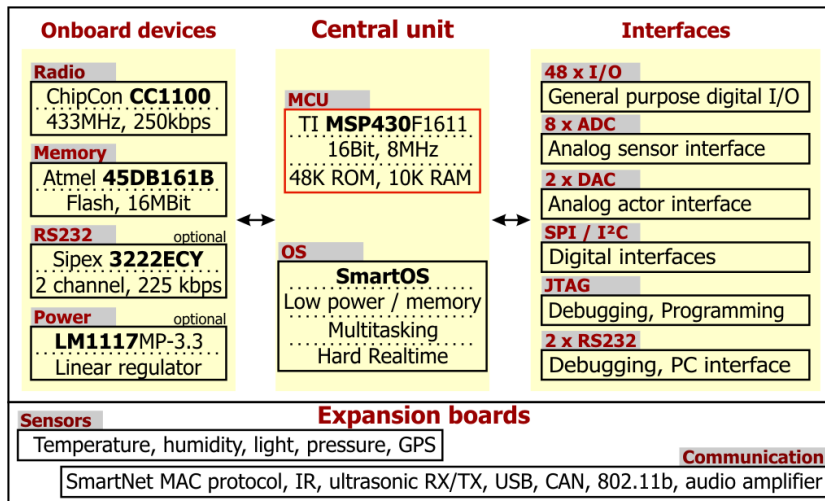 Onboard devices
Radio
ChipCon CC1100
433MHz, 250kbps
Memory
Atmel 45DB161B
Flash, 16MBit
RS232 optional
Sipex 3222ECY
2 channel, 225 kbps
Power optional
LM1117MP-3.3
Linear regulator
Central unit
MCU
TI MSP430F1611
16Bit, 8MHz
48K ROM, 10K RAM
OS
SmartOS
Low power / memory
Multitasking
Hard Realtime
Interfaces
48 x I/O
General purpose digital I/O
8 x ADC
Analog sensor interface
2 x DAC
Analog actor interface
SPI / I²C
Digital interfaces
JTAG
Debugging, Programming
2 x RS232
Debugging, PC interface
Expansion boards
Sensors
Temperature, humidity, light, pressure, GPS
Communication
SmartNet MAC protocol, IR, ultrasonic RX/TX, USB, CAN, 802.11b, audio amplifier